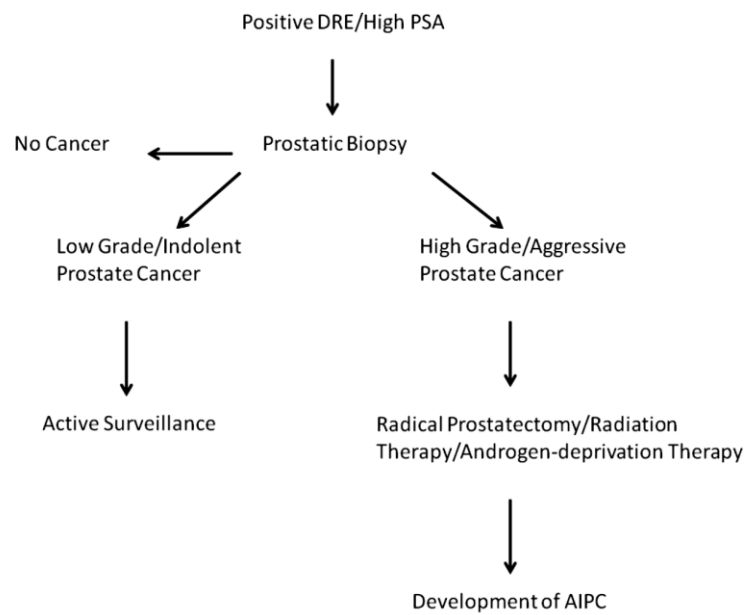 Positive DRE/High PSA
No Cancer
Prostatic Biopsy
Low Grade/Indolent
Prostate Cancer
High Grade/Aggressive
Prostate Cancer
Active Surveillance
Radical Prostatectomy/Radiation
Therapy/Androgen-deprivation Therapy
Development of AIPC